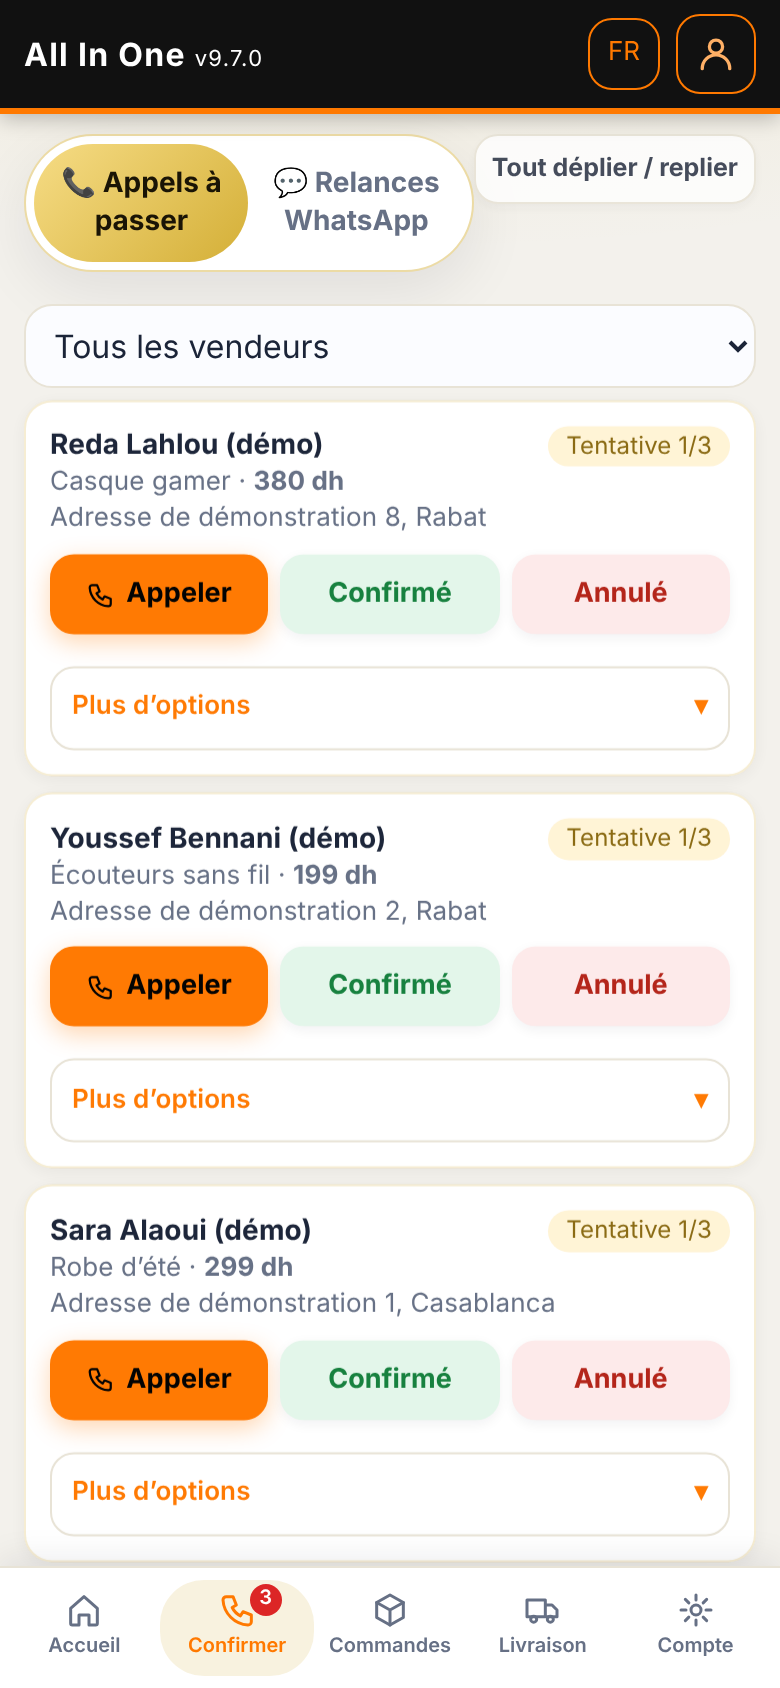 All In One v9.7.0
FR
📞 Appels à
passer
💬 Relances
WhatsApp
Tout déplier / replier
Tous les vendeurs
Reda Lahlou (démo)
Tentative 1/3
Casque gamer · 380 dh
Adresse de démonstration 8, Rabat
Appeler
Confirmé
Annulé
Plus d’options ▼
Youssef Bennani (démo)
Tentative 1/3
Écouteurs sans fil · 199 dh
Adresse de démonstration 2, Rabat
Appeler
Confirmé
Annulé
Plus d’options ▼
Sara Alaoui (démo)
Tentative 1/3
Robe d’été · 299 dh
Adresse de démonstration 1, Casablanca
Appeler
Confirmé
Annulé
Plus d’options ▼
3
Accueil
Confirmer
Commandes
Livraison
Compte